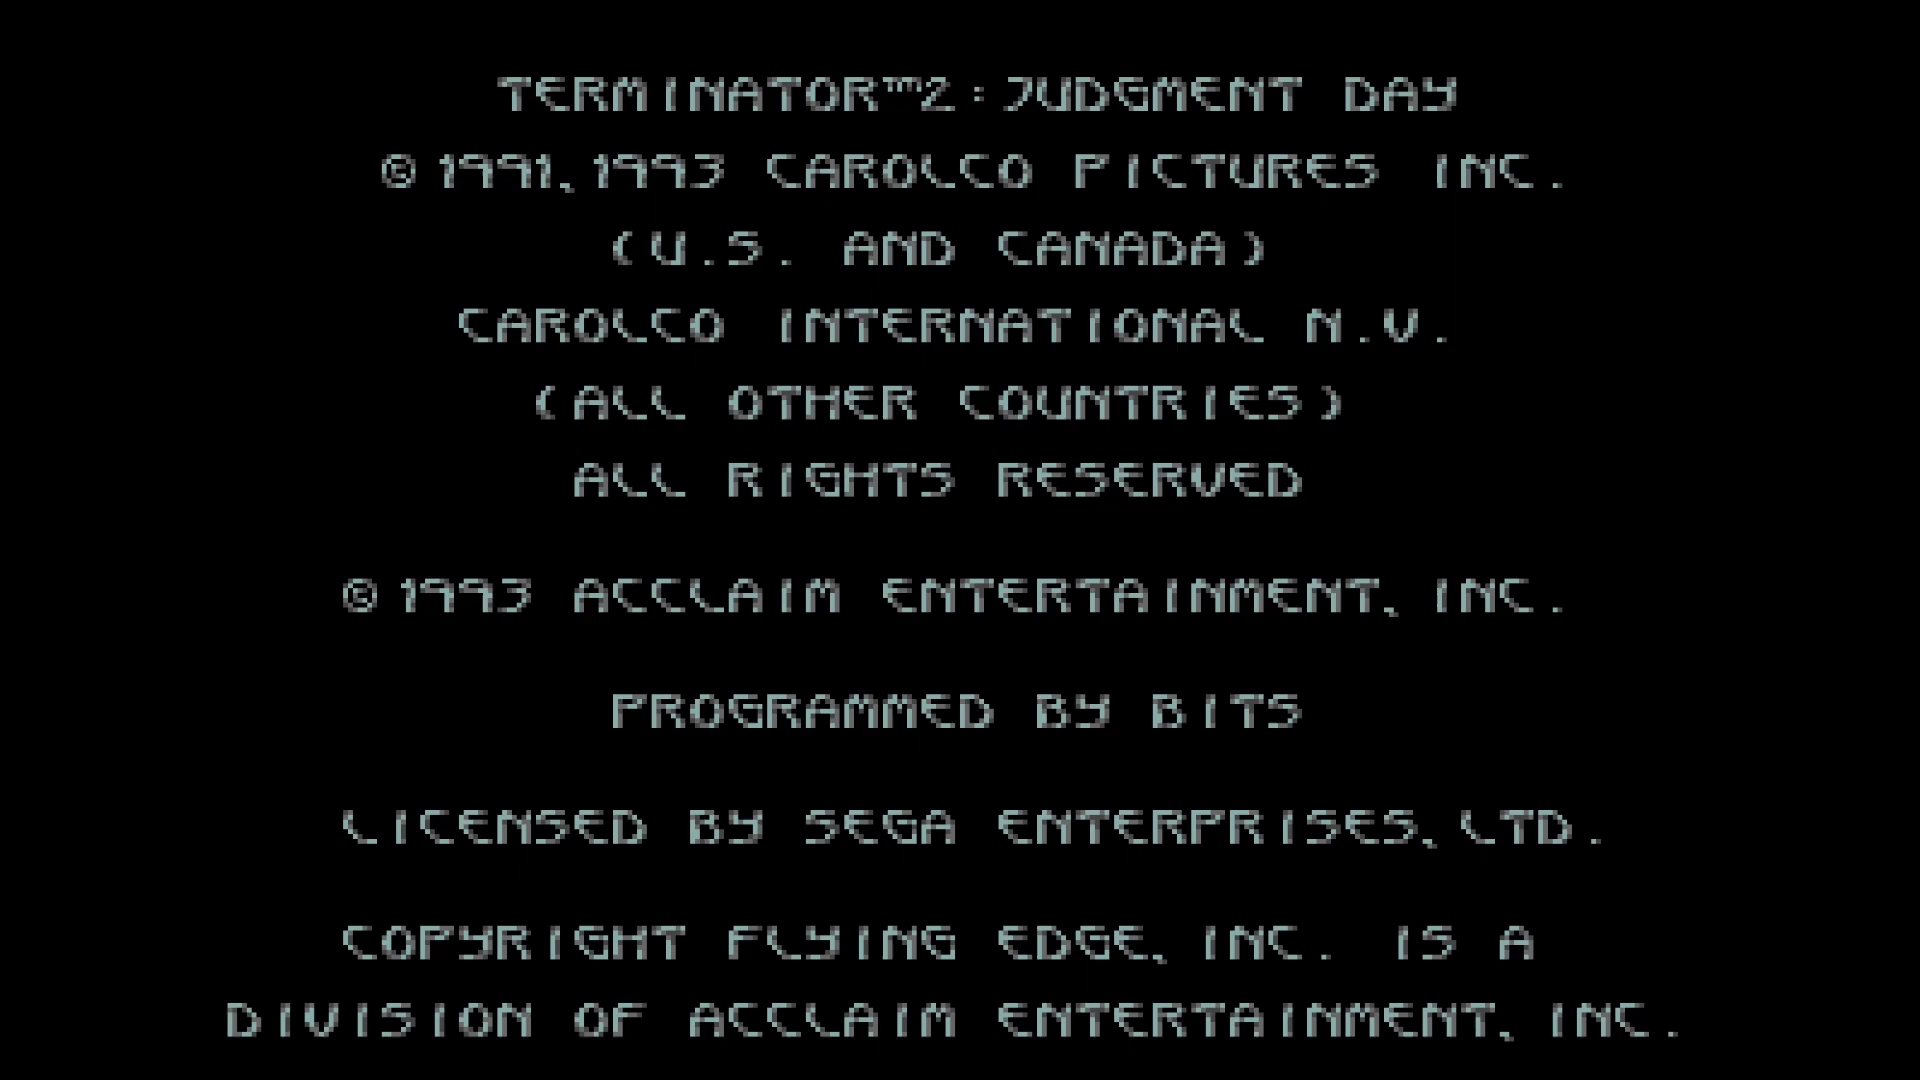 TERMINATOR™2:JUDGMENT DAY
©1991,1993 CAROLCO PICTURES INC.
(U.S. AND CANADA)
CAROLCO INTERNATIONAL N.V.
(ALL OTHER COUNTRIES)
ALL RIGHTS RESERVED
©1993 ACCLAIM ENTERTAINMENT, INC.
PROGRAMMED BY BITS
LICENSED BY SEGA ENTERPRISES,LTD.
COPYRIGHT FLYING EDGE, INC. IS A
DIVISION OF ACCLAIM ENTERTAINMENT, INC.